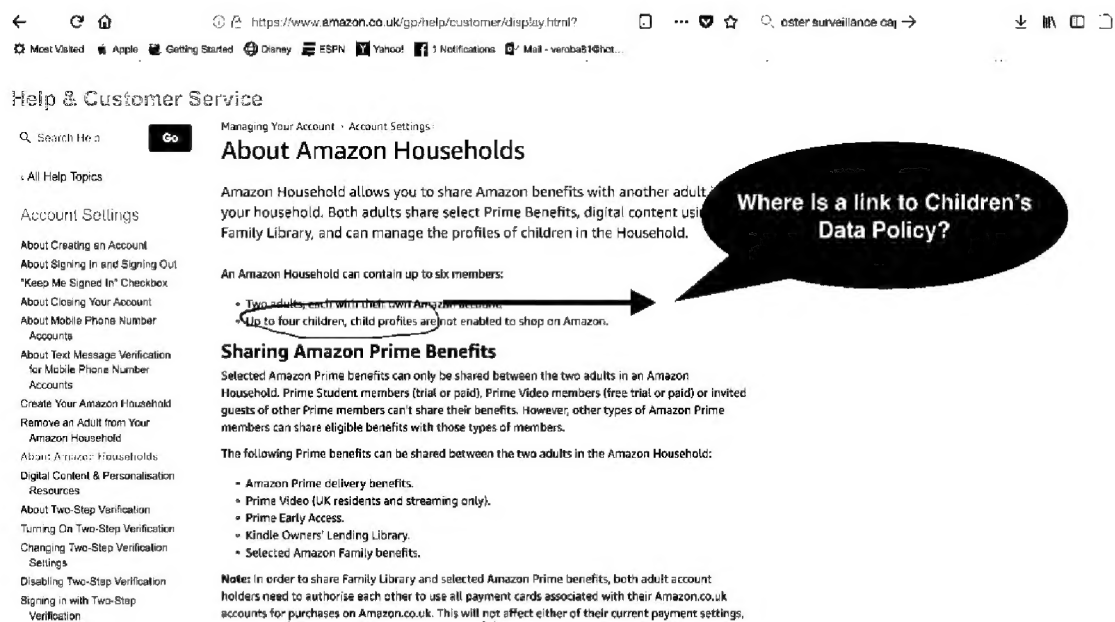 https://www.amazon.co.uk/gp/help/customer/display.html?
Most Visited Apple Getting Started Disney ESPN Yahoo! 1 Notifications Mail - veroba81@hot...
Help & Customer Service
Search Help
Go
‹ All Help Topics
Account Settings
About Creating an Account
About Signing In and Signing Out
"Keep Me Signed In" Checkbox
About Closing Your Account
About Mobile Phone Number
Accounts
About Text Message Verification
for Mobile Phone Number
Accounts
Create Your Amazon Household
Remove an Adult from Your
Amazon Household
About Amazon Households
Digital Content & Personalisation
Resources
About Two-Step Verification
Turning On Two-Step Verification
Changing Two-Step Verification
Settings
Disabling Two-Step Verification
Signing in with Two-Step
Verification
Managing Your Account › Account Settings ›
About Amazon Households
Amazon Household allows you to share Amazon benefits with another adult
your household. Both adults share select Prime Benefits, digital content
Family Library, and can manage the profiles of children in the Household.
An Amazon Household can contain up to six members:
• Two adults, each with their own Amazon account.
• Up to four children, child profiles are not enabled to shop on Amazon.
Where is a link to Children's
Data Policy?
Sharing Amazon Prime Benefits
Selected Amazon Prime benefits can only be shared between the two adults in an Amazon
Household. Prime Student members (trial or paid), Prime Video members (free trial or paid) or invited
guests of other Prime members can't share their benefits. However, other types of Amazon Prime
members can share eligible benefits with those types of members.
The following Prime benefits can be shared between the two adults in the Amazon Household:
• Amazon Prime delivery benefits.
• Prime Video (UK residents and streaming only).
• Prime Early Access.
• Kindle Owners' Lending Library.
• Selected Amazon Family benefits.
Note: In order to share Family Library and selected Amazon Prime benefits, both adult account
holders need to authorise each other to use all payment cards associated with their Amazon.co.uk
accounts for purchases on Amazon.co.uk. This will not affect either of their current payment settings,